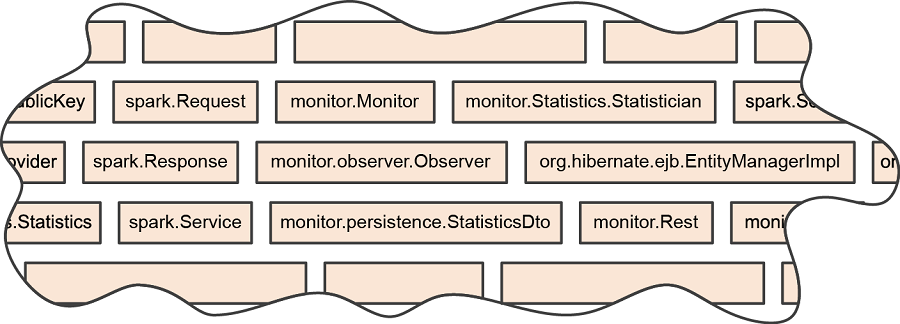 ublicKey spark.Request monitor.Monitor monitor.Statistics.Statistician spark.Se
ovider spark.Response monitor.observer.Observer org.hibernate.ejb.EntityManagerImpl or
s.Statistics spark.Service monitor.persistence.StatisticsDto monitor.Rest moni